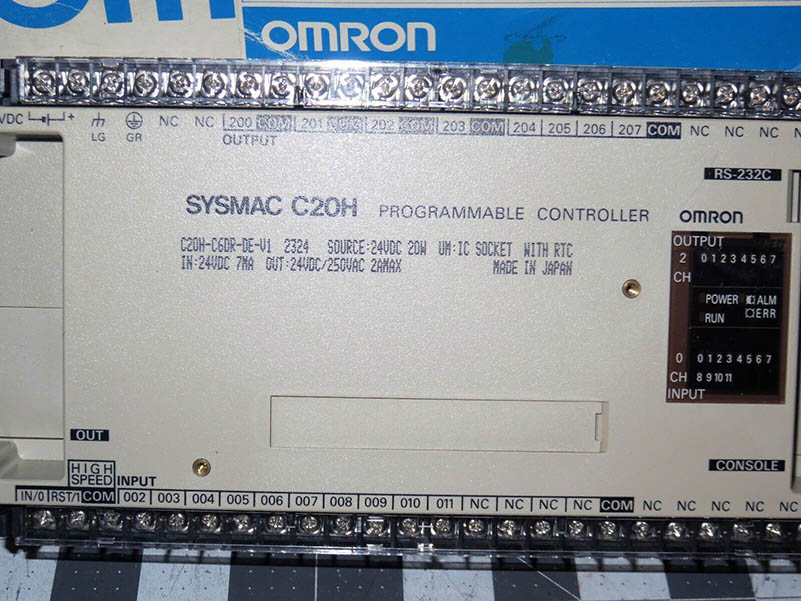 OMRON
VDC
LG GR NC NC 200 COM 201 COM 202 COM 203 COM 204 205 206 207 COM NC NC NC N
OUTPUT
RS-232C
SYSMAC C20H PROGRAMMABLE CONTROLLER
OMRON
C20H-C6DR-DE-V1 2324 SOURCE:24VDC 20W UM:IC SOCKET WITH RTC
IN:24VDC 7MA OUT:24VDC/250VAC 2AMAX MADE IN JAPAN
OUTPUT
2 0 1 2 3 4 5 6 7
CH
POWER ALM
RUN ERR
0 0 1 2 3 4 5 6 7
CH 8 9 10 11
INPUT
OUT
CONSOLE
HIGH SPEED INPUT
IN/0 RST/1 COM 002 003 004 005 006 007 008 009 010 011 NC NC NC NC COM NC NC NC NC NC